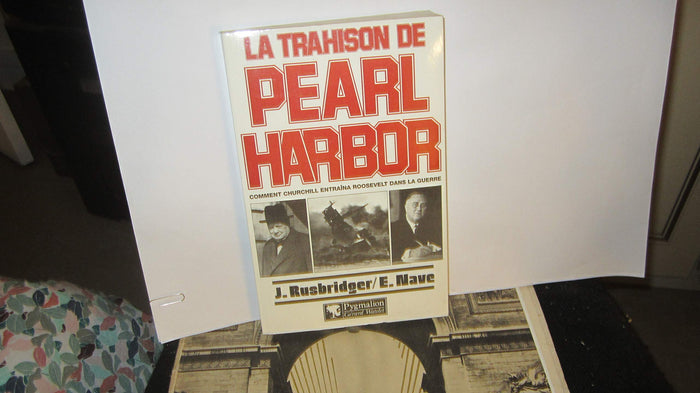 LA TRAHISON DE
PEARL
HARBOR
COMMENT CHURCHILL ENTRAÎNA ROOSEVELT DANS LA GUERRE
J. Rusbridger/E. Nave
Pygmalion
Gérard Watelet